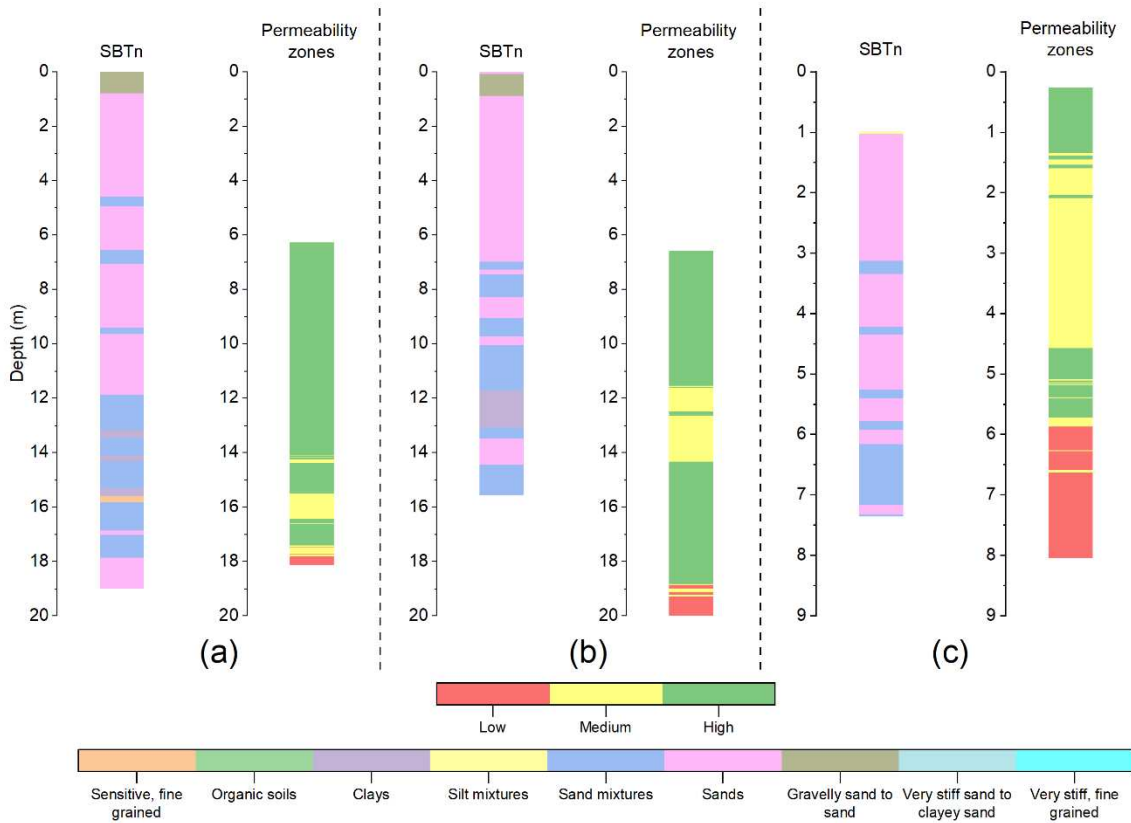 SBTn
Permeability
zones
SBTn
Permeability
zones
SBTn
Permeability
zones
Depth (m)
0
2
4
6
8
10
12
14
16
18
20
0
2
4
6
8
10
12
14
16
18
20
0
2
4
6
8
10
12
14
16
18
20
0
2
4
6
8
10
12
14
16
18
20
0
1
2
3
4
5
6
7
8
9
0
1
2
3
4
5
6
7
8
9
(a)
(b)
(c)
Low
Medium
High
Sensitive, fine
grained
Organic soils
Clays
Silt mixtures
Sand mixtures
Sands
Gravelly sand to
sand
Very stiff sand to
clayey sand
Very stiff, fine
grained